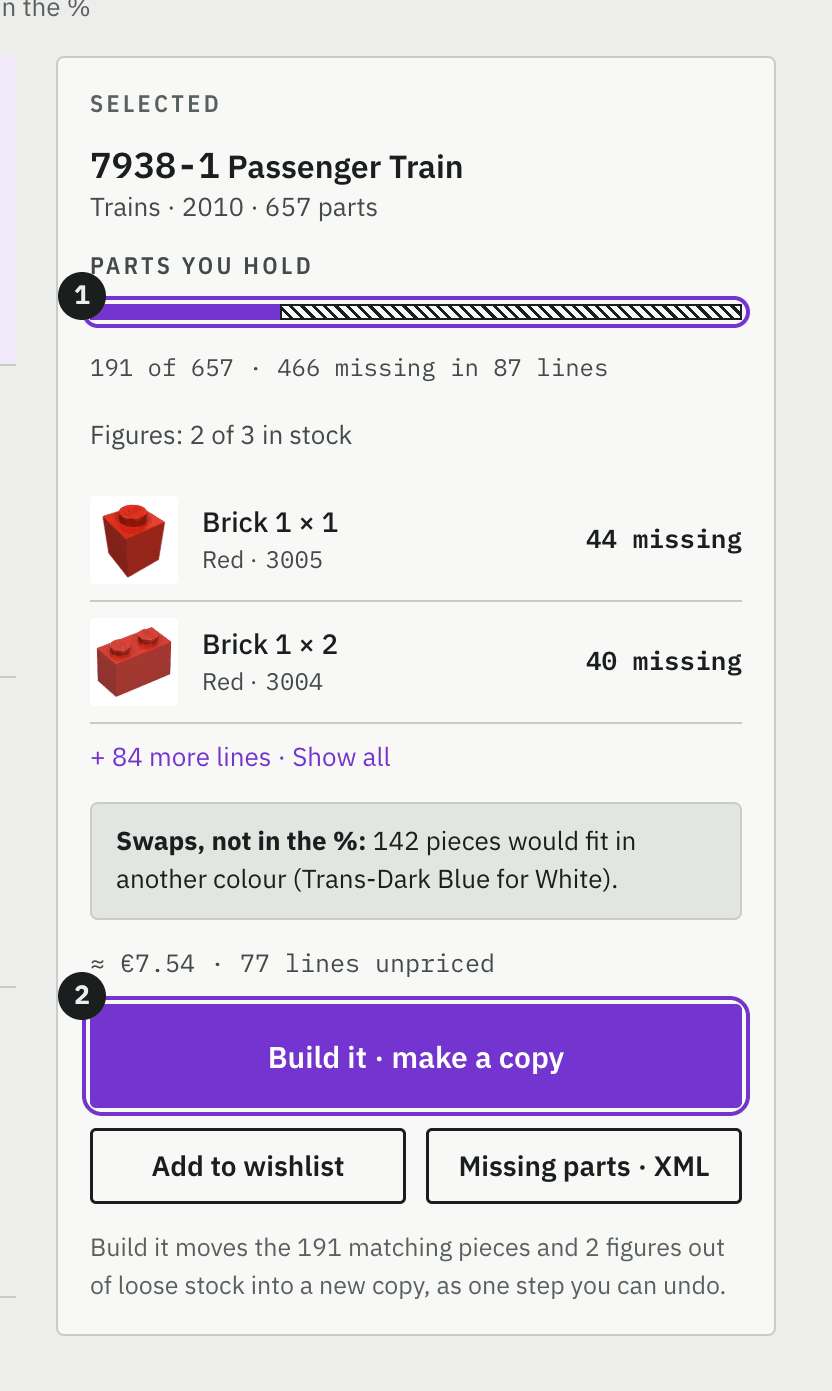 n the %
SELECTED
7938-1 Passenger Train
Trains · 2010 · 657 parts
PARTS YOU HOLD
1
191 of 657 · 466 missing in 87 lines
Figures: 2 of 3 in stock
Brick 1 × 1
Red · 3005
44 missing
Brick 1 × 2
Red · 3004
40 missing
+ 84 more lines · Show all
Swaps, not in the %: 142 pieces would fit in
another colour (Trans-Dark Blue for White).
≈ €7.54 · 77 lines unpriced
2
Build it · make a copy
Add to wishlist
Missing parts · XML
Build it moves the 191 matching pieces and 2 figures out
of loose stock into a new copy, as one step you can undo.